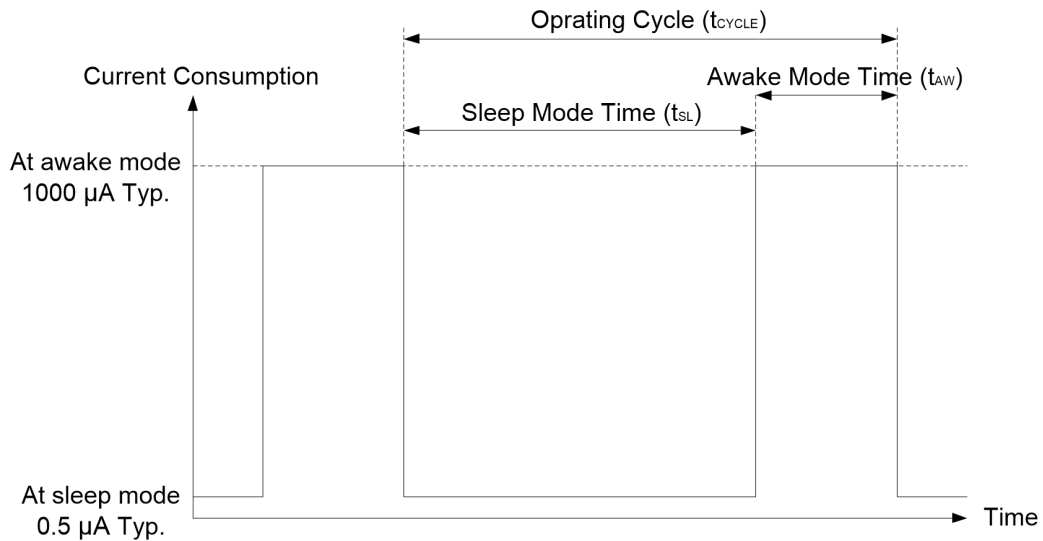 Oprating Cycle (tCYCLE)
Current Consumption
Awake Mode Time (tAW)
Sleep Mode Time (tSL)
At awake mode
1000 µA Typ.
At sleep mode
0.5 µA Typ.
Time